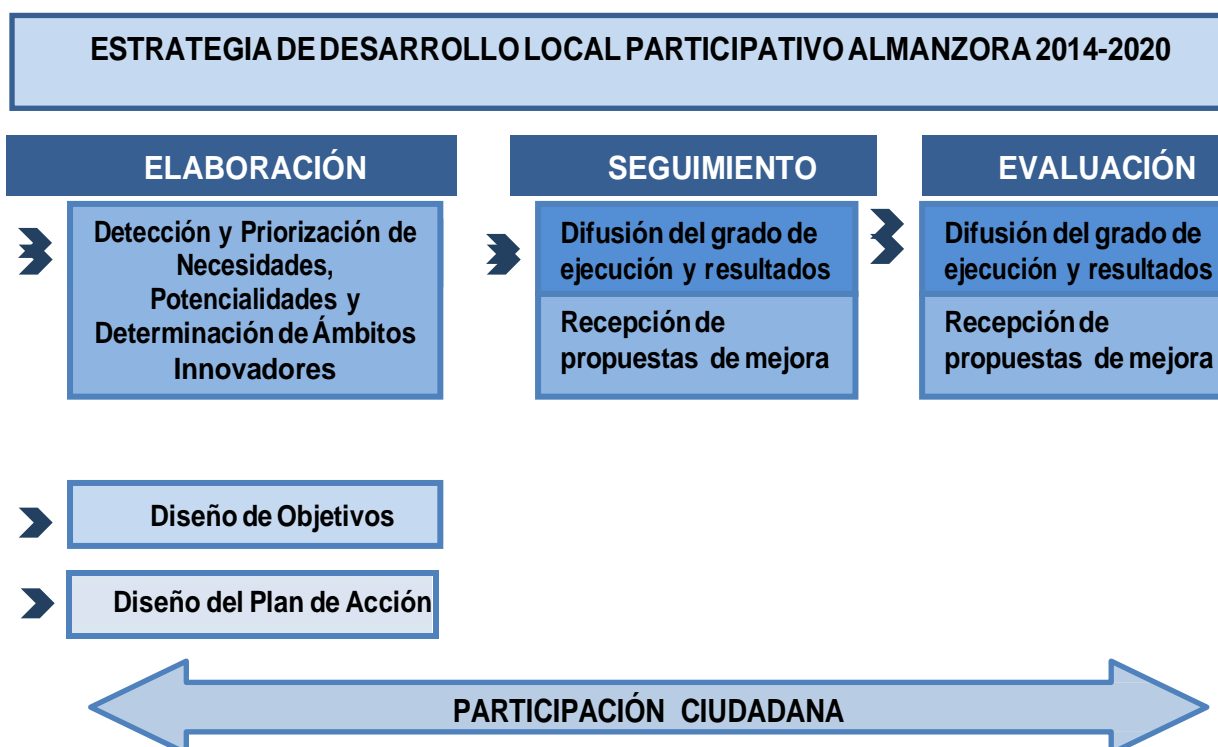 ESTRATEGIA DE DESARROLLO LOCAL PARTICIPATIVO ALMANZORA 2014-2020
ELABORACIÓN
Detección y Priorización de
Necesidades,
Potencialidades y
Determinación de Ámbitos
Innovadores
Diseño de Objetivos
Diseño del Plan de Acción
SEGUIMIENTO
Difusión del grado de
ejecución y resultados
Recepción de
propuestas de mejora
EVALUACIÓN
Difusión del grado de
ejecución y resultados
Recepción de
propuestas de mejora
PARTICIPACIÓN CIUDADANA